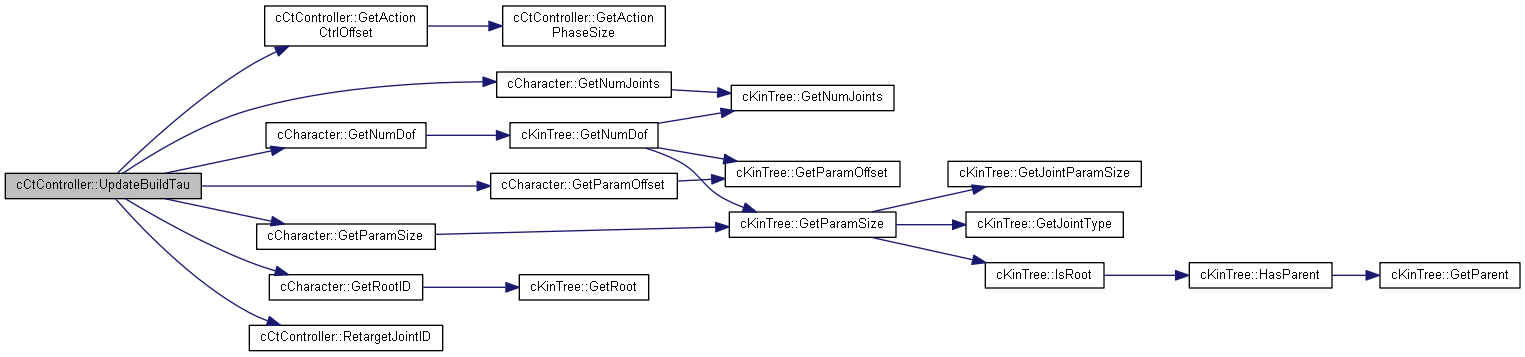 cCtController::GetAction
CtrlOffset
cCtController::GetAction
PhaseSize
cCharacter::GetNumJoints
cKinTree::GetNumJoints
cCharacter::GetNumDof
cKinTree::GetNumDof
cKinTree::GetParamOffset
cKinTree::GetJointParamSize
cCtController::UpdateBuildTau
cCharacter::GetParamOffset
cCharacter::GetParamSize
cKinTree::GetParamSize
cKinTree::GetJointType
cKinTree::IsRoot
cKinTree::HasParent
cKinTree::GetParent
cCharacter::GetRootID
cKinTree::GetRoot
cCtController::RetargetJointID